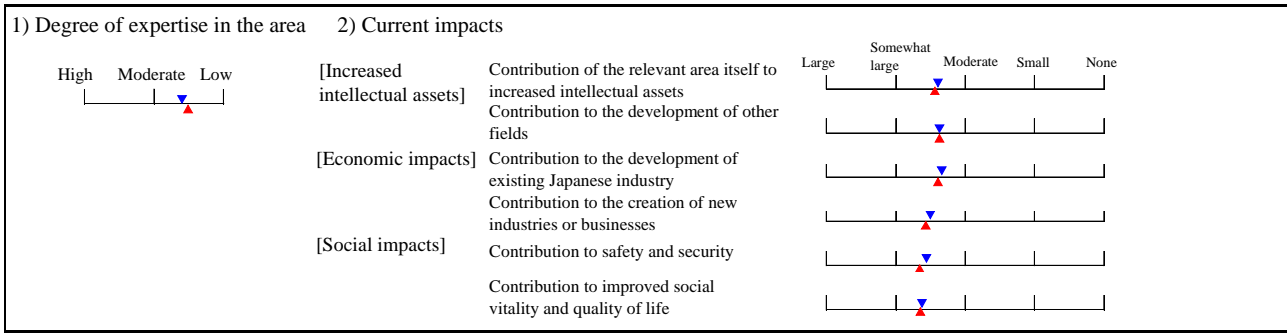 1) Degree of expertise in the area 2) Current impacts
High Moderate Low
Large Somewhat large Moderate Small None
[Increased
intellectual assets]
Contribution of the relevant area itself to
increased intellectual assets
Contribution to the development of other
fields
[Economic impacts]
Contribution to the development of
existing Japanese industry
Contribution to the creation of new
industries or businesses
[Social impacts]
Contribution to safety and security
Contribution to improved social
vitality and quality of life